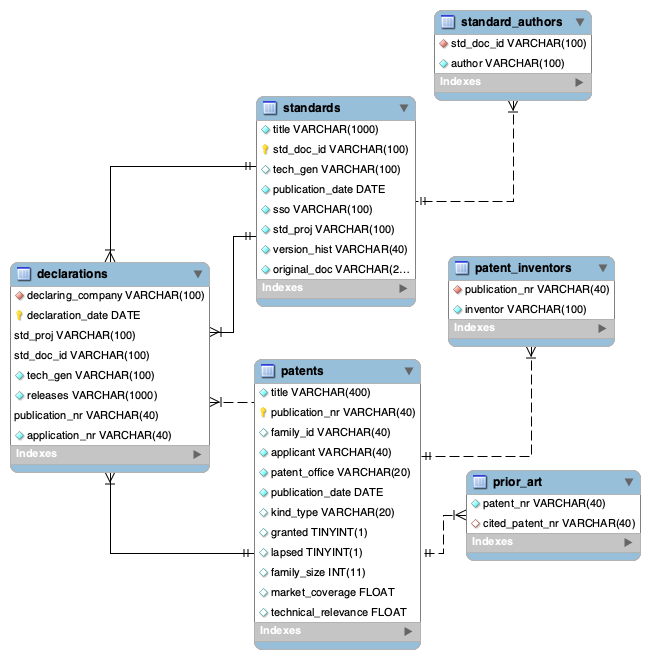 standard_authors
std_doc_id VARCHAR(100)
author VARCHAR(100)
Indexes
standards
title VARCHAR(1000)
std_doc_id VARCHAR(100)
tech_gen VARCHAR(100)
publication_date DATE
sso VARCHAR(100)
std_proj VARCHAR(100)
version_hist VARCHAR(40)
original_doc VARCHAR(2...
Indexes
declarations
declaring_company VARCHAR(100)
declaration_date DATE
std_proj VARCHAR(100)
std_doc_id VARCHAR(100)
tech_gen VARCHAR(100)
releases VARCHAR(1000)
publication_nr VARCHAR(40)
application_nr VARCHAR(40)
Indexes
patent_inventors
publication_nr VARCHAR(40)
inventor VARCHAR(100)
Indexes
patents
title VARCHAR(400)
publication_nr VARCHAR(40)
family_id VARCHAR(40)
applicant VARCHAR(40)
patent_office VARCHAR(20)
publication_date DATE
kind_type VARCHAR(20)
granted TINYINT(1)
lapsed TINYINT(1)
family_size INT(11)
market_coverage FLOAT
technical_relevance FLOAT
Indexes
prior_art
patent_nr VARCHAR(40)
cited_patent_nr VARCHAR(40)
Indexes